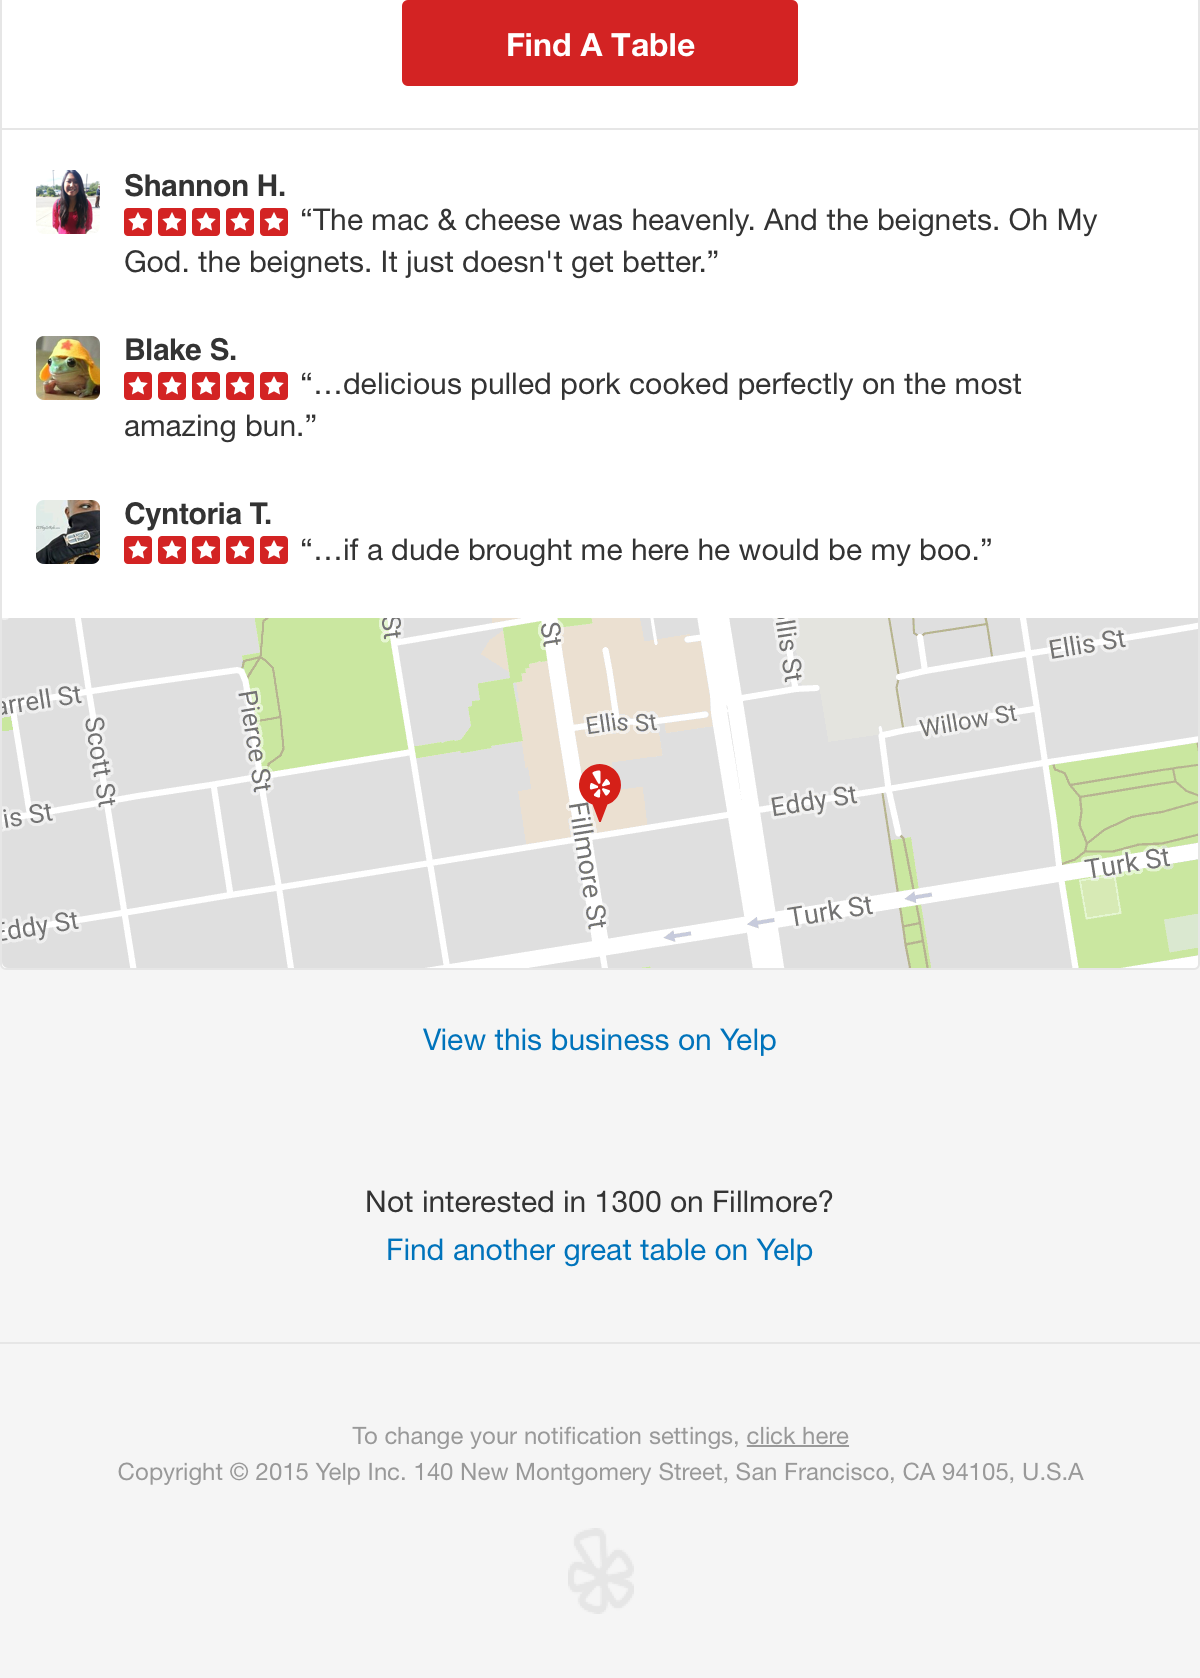 Find A Table
Shannon H.
“The mac & cheese was heavenly. And the beignets. Oh My
God. the beignets. It just doesn't get better.”
Blake S.
“…delicious pulled pork cooked perfectly on the most
amazing bun.”
Cyntoria T.
“…if a dude brought me here he would be my boo.”
St
St
llis St
Ellis St
arrell St
Scott St
Pierce St
Ellis St
Willow St
is St
Fillmore St
Eddy St
Turk St
Eddy St
Turk St
View this business on Yelp
Not interested in 1300 on Fillmore?
Find another great table on Yelp
To change your notification settings, click here
Copyright © 2015 Yelp Inc. 140 New Montgomery Street, San Francisco, CA 94105, U.S.A